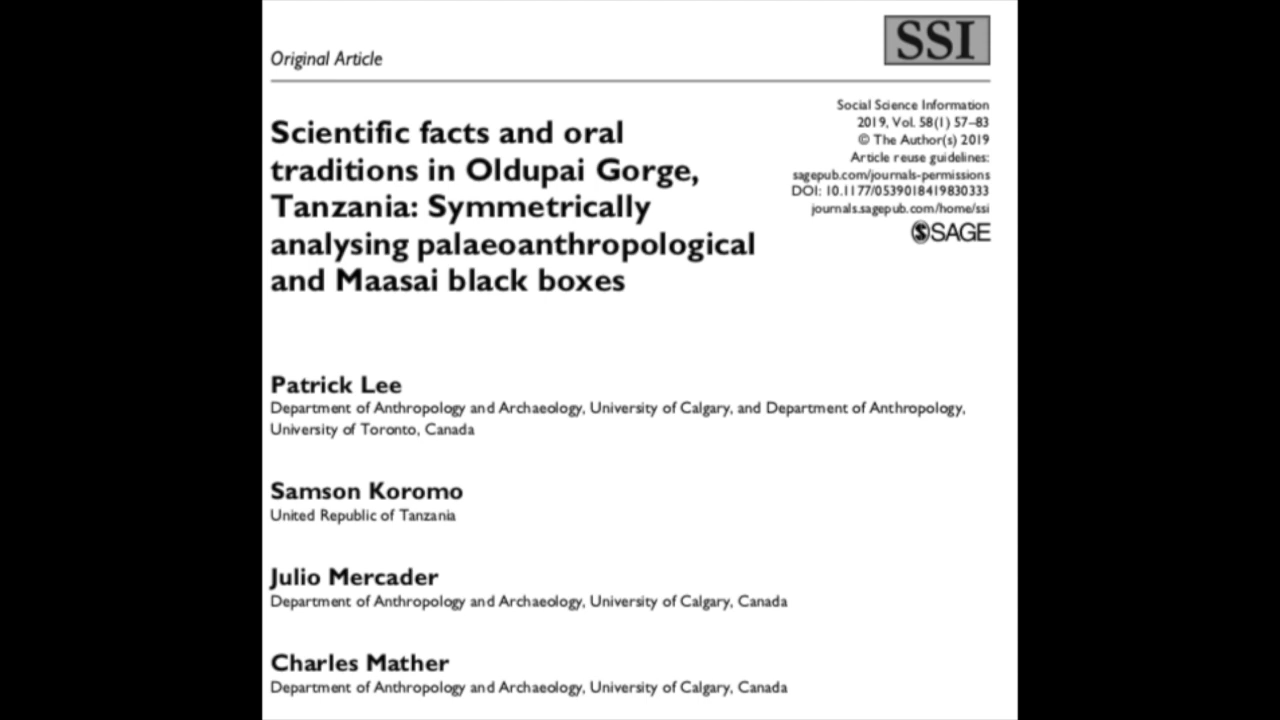 Original Article
SSI
Social Science Information
2019, Vol. 58(1) 57–83
© The Author(s) 2019
Article reuse guidelines:
sagepub.com/journals-permissions
DOI: 10.1177/0539018419830333
journals.sagepub.com/home/ssi
SAGE
Scientific facts and oral
traditions in Oldupai Gorge,
Tanzania: Symmetrically
analysing palaeoanthropological
and Maasai black boxes
Patrick Lee
Department of Anthropology and Archaeology, University of Calgary, and Department of Anthropology,
University of Toronto, Canada
Samson Koromo
United Republic of Tanzania
Julio Mercader
Department of Anthropology and Archaeology, University of Calgary, Canada
Charles Mather
Department of Anthropology and Archaeology, University of Calgary, Canada